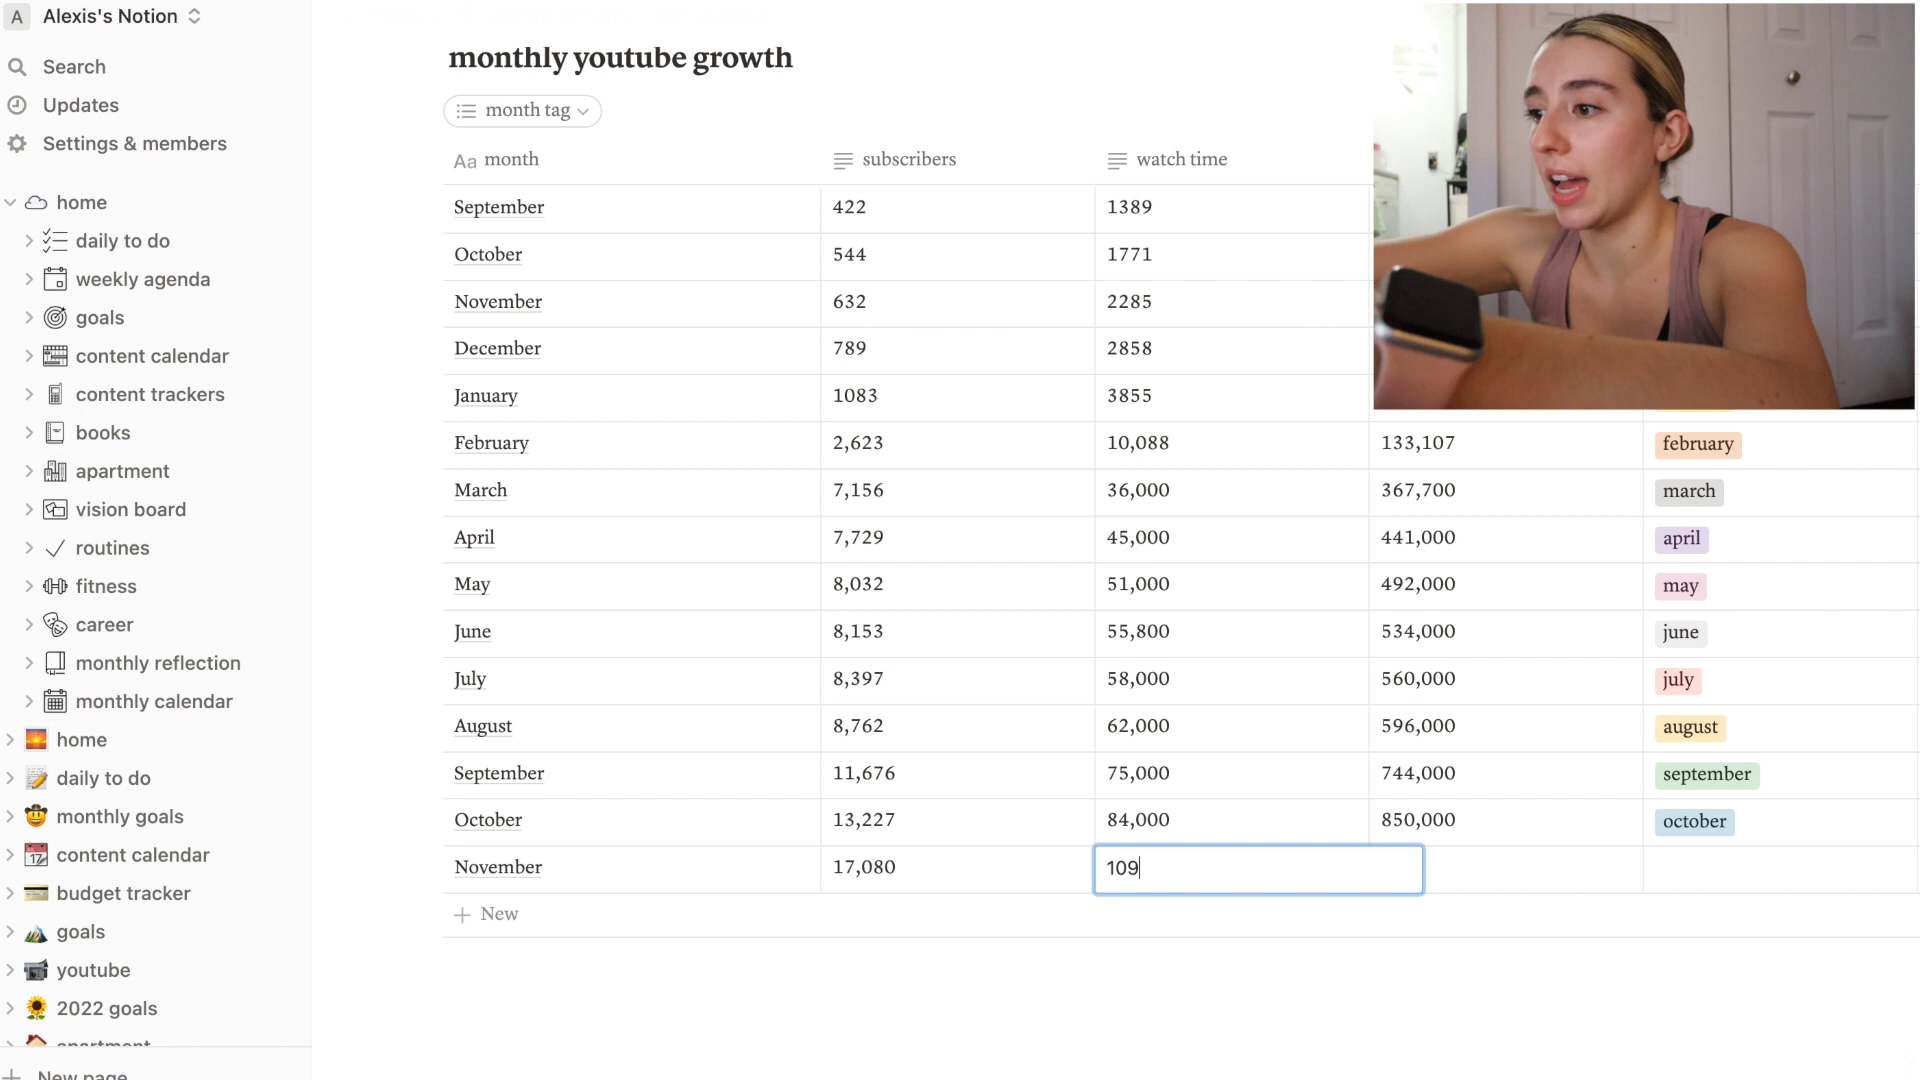 A Alexis's Notion
Search
Updates
Settings & members
home
daily to do
weekly agenda
goals
content calendar
content trackers
books
apartment
vision board
routines
fitness
career
monthly reflection
monthly calendar
home
daily to do
monthly goals
17 content calendar
budget tracker
goals
youtube
2022 goals
apartment
New page
monthly youtube growth
month tag
Aa month subscribers watch time
September 422 1389
October 544 1771
November 632 2285
December 789 2858
January 1083 3855
February 2,623 10,088 133,107 february
March 7,156 36,000 367,700 march
April 7,729 45,000 441,000 april
May 8,032 51,000 492,000 may
June 8,153 55,800 534,000 june
July 8,397 58,000 560,000 july
August 8,762 62,000 596,000 august
September 11,676 75,000 744,000 september
October 13,227 84,000 850,000 october
November 17,080 109
+ New